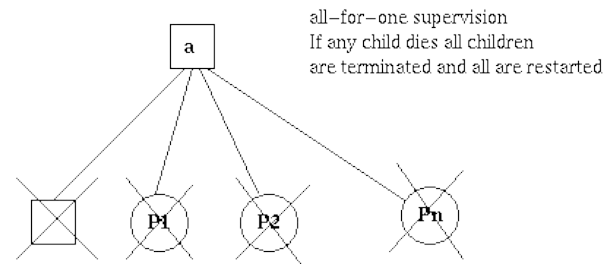 all-for-one supervision
If any child dies all children
are terminated and all are restarted
a
P1
P2
Pn